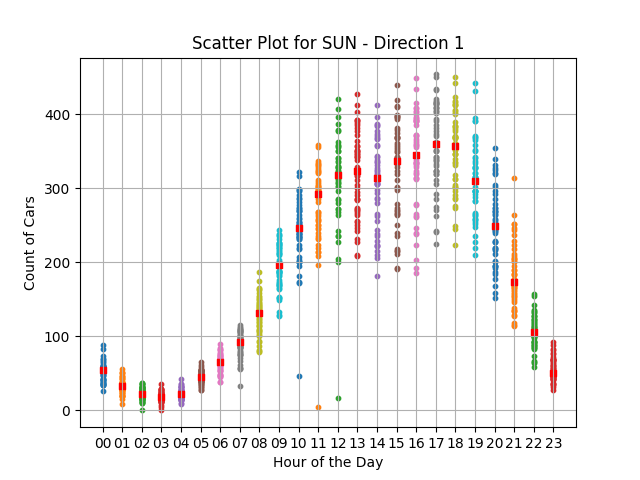 Scatter Plot for SUN - Direction 1
Count of Cars
400
300
200
100
0
00 01 02 03 04 05 06 07 08 09 10 11 12 13 14 15 16 17 18 19 20 21 22 23
Hour of the Day